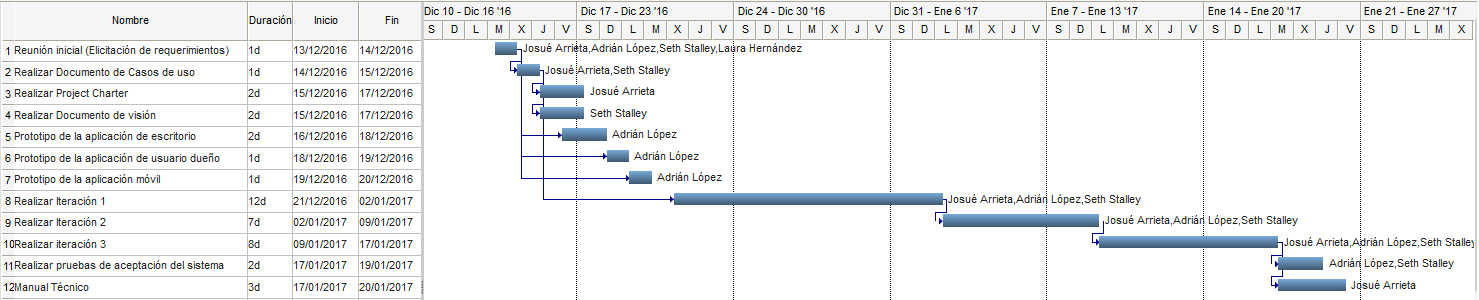 Nombre Duración Inicio Fin Dic 10 - Dic 16 '16 Dic 17 - Dic 23 '16 Dic 24 - Dic 30 '16 Dic 31 - Ene 6 '17 Ene 7 - Ene 13 '17 Ene 14 - Ene 20 '17 Ene 21 - Ene 27 '17
S D L M X J V S D L M X J V S D L M X J V S D L M X J V S D L M X J V S D L M X J V S D L M X
1 Reunión inicial (Elicitación de requerimientos) 1d 13/12/2016 14/12/2016 Josué Arrieta,Adrián López,Seth Stalley,Laura Hernández
2 Realizar Documento de Casos de uso 1d 14/12/2016 15/12/2016 Josué Arrieta,Seth Stalley
3 Realizar Project Charter 2d 15/12/2016 17/12/2016 Josué Arrieta
4 Realizar Documento de visión 2d 15/12/2016 17/12/2016 Seth Stalley
5 Prototipo de la aplicación de escritorio 2d 16/12/2016 18/12/2016 Adrián López
6 Prototipo de la aplicación de usuario dueño 1d 18/12/2016 19/12/2016 Adrián López
7 Prototipo de la aplicación móvil 1d 19/12/2016 20/12/2016 Adrián López
8 Realizar Iteración 1 12d 21/12/2016 02/01/2017 Josué Arrieta,Adrián López,Seth Stalley
9 Realizar Iteración 2 7d 02/01/2017 09/01/2017 Josué Arrieta,Adrián López,Seth Stalley
10 Realizar iteración 3 8d 09/01/2017 17/01/2017 Josué Arrieta,Adrián López,Seth Stalley
11 Realizar pruebas de aceptación del sistema 2d 17/01/2017 19/01/2017 Adrián López,Seth Stalley
12 Manual Técnico 3d 17/01/2017 20/01/2017 Josué Arrieta